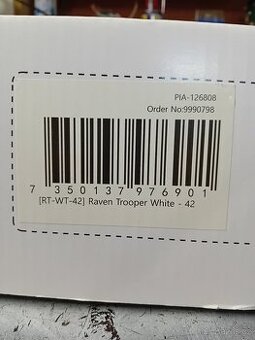 PIA-126808
Order No:9990798
7 350137 976901
[RT-WT-42] Raven Trooper White - 42